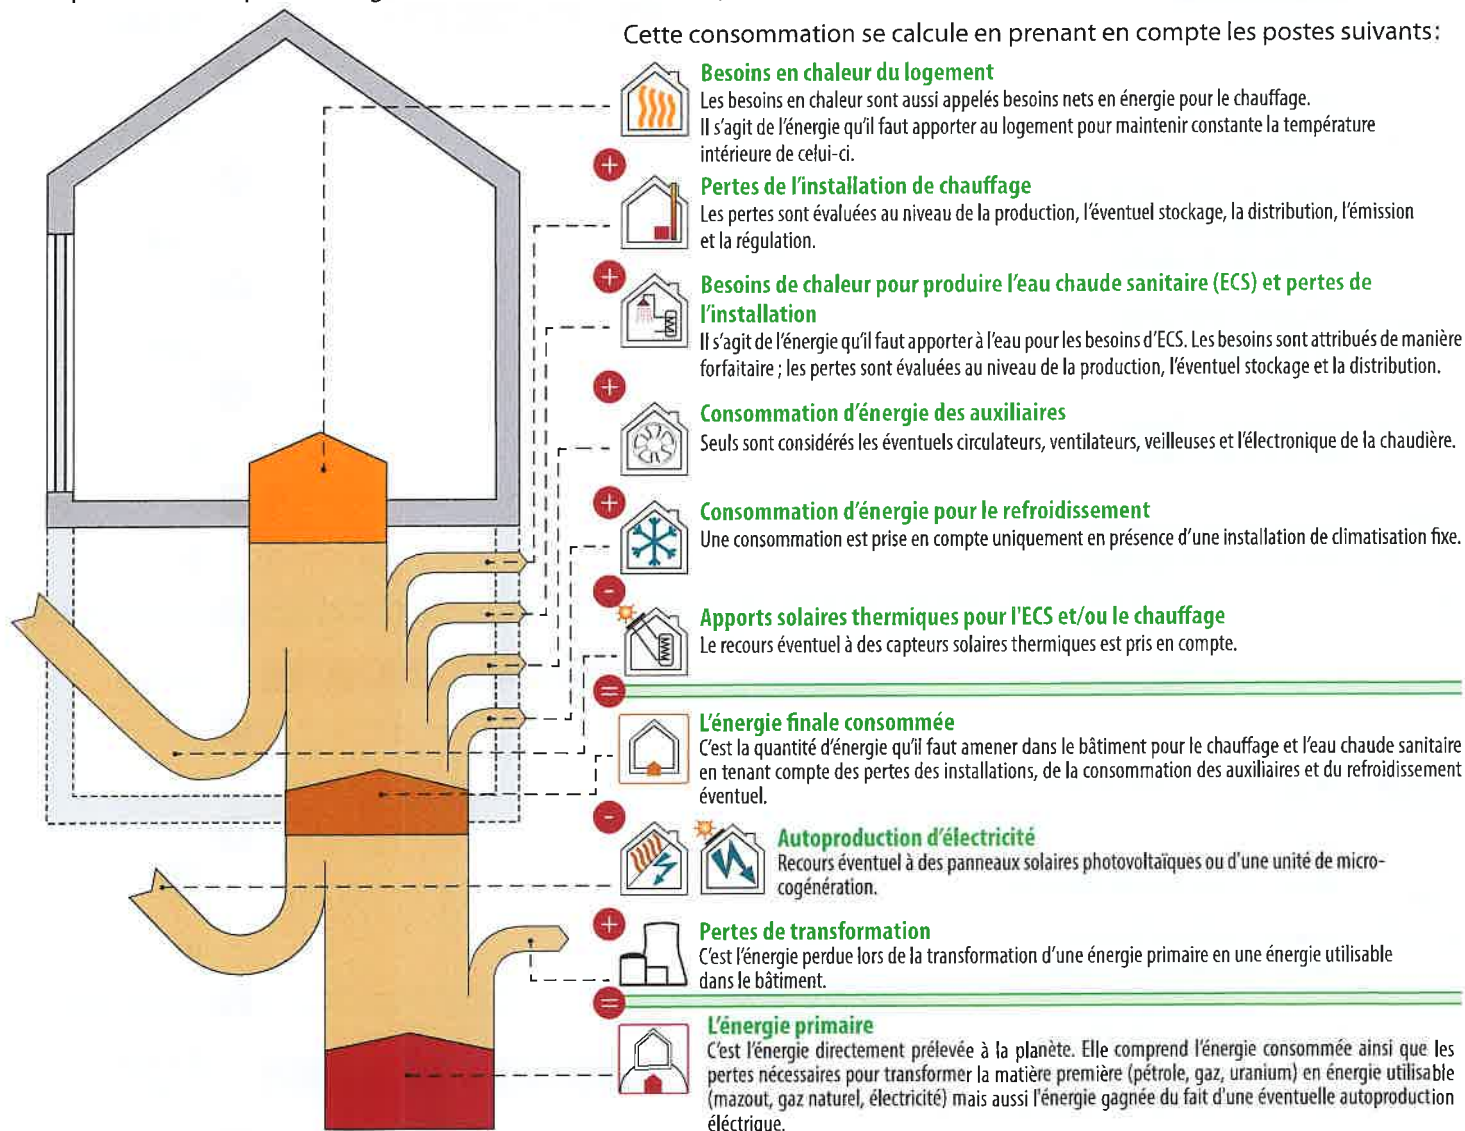 Cette consommation se calcule en prenant en compte les postes suivants:
Besoins en chaleur du logement
Les besoins en chaleur sont aussi appelés besoins nets en énergie pour le chauffage.
Il s'agit de l'énergie qu'il faut apporter au logement pour maintenir constante la température
intérieure de celui-ci.
+
Pertes de l'installation de chauffage
Les pertes sont évaluées au niveau de la production, l'éventuel stockage, la distribution, l'émission
et la régulation.
+
Besoins de chaleur pour produire l'eau chaude sanitaire (ECS) et pertes de
l'installation
Il s'agit de l'énergie qu'il faut apporter à l'eau pour les besoins d'ECS. Les besoins sont attribués de manière
forfaitaire ; les pertes sont évaluées au niveau de la production, l'éventuel stockage et la distribution.
+
Consommation d'énergie des auxiliaires
Seuls sont considérés les éventuels circulateurs, ventilateurs, veilleuses et l'électronique de la chaudière.
+
Consommation d'énergie pour le refroidissement
Une consommation est prise en compte uniquement en présence d'une installation de climatisation fixe.
-
Apports solaires thermiques pour l'ECS et/ou le chauffage
Le recours éventuel à des capteurs solaires thermiques est pris en compte.
=
L'énergie finale consommée
C'est la quantité d'énergie qu'il faut amener dans le bâtiment pour le chauffage et l'eau chaude sanitaire
en tenant compte des pertes des installations, de la consommation des auxiliaires et du refroidissement
éventuel.
-
Autoproduction d'électricité
Recours éventuel à des panneaux solaires photovoltaïques ou d'une unité de micro-
cogénération.
+
Pertes de transformation
C'est l'énergie perdue lors de la transformation d'une énergie primaire en une énergie utilisable
dans le bâtiment.
=
L'énergie primaire
C'est l'énergie directement prélevée à la planète. Elle comprend l'énergie consommée ainsi que les
pertes nécessaires pour transformer la matière première (pétrole, gaz, uranium) en énergie utilisable
(mazout, gaz naturel, électricité) mais aussi l'énergie gagnée du fait d'une éventuelle autoproduction
éléctrique.